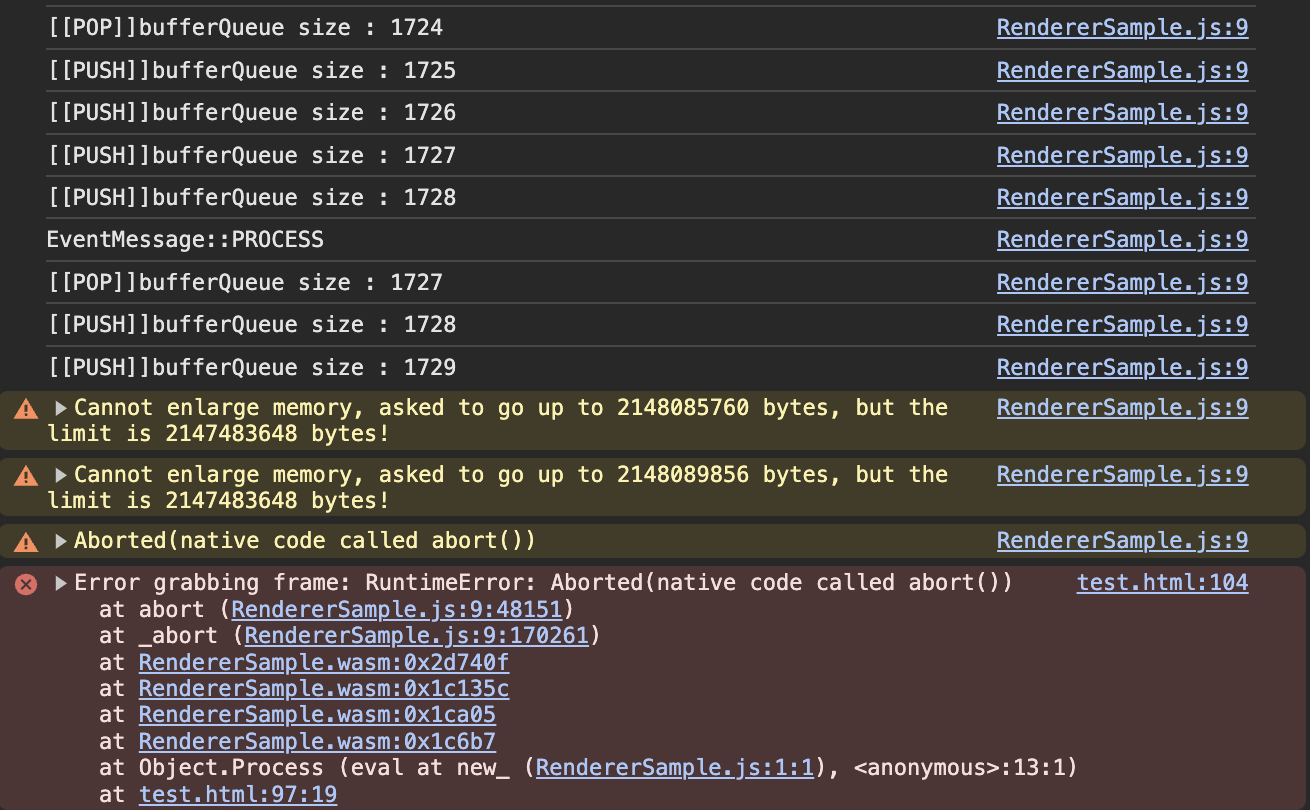 [[POP]]bufferQueue size : 1724 RendererSample.js:9
[[PUSH]]bufferQueue size : 1725 RendererSample.js:9
[[PUSH]]bufferQueue size : 1726 RendererSample.js:9
[[PUSH]]bufferQueue size : 1727 RendererSample.js:9
[[PUSH]]bufferQueue size : 1728 RendererSample.js:9
EventMessage::PROCESS RendererSample.js:9
[[POP]]bufferQueue size : 1727 RendererSample.js:9
[[PUSH]]bufferQueue size : 1728 RendererSample.js:9
[[PUSH]]bufferQueue size : 1729 RendererSample.js:9
Cannot enlarge memory, asked to go up to 2148085760 bytes, but the RendererSample.js:9
limit is 2147483648 bytes!
Cannot enlarge memory, asked to go up to 2148089856 bytes, but the RendererSample.js:9
limit is 2147483648 bytes!
Aborted(native code called abort()) RendererSample.js:9
Error grabbing frame: RuntimeError: Aborted(native code called abort()) test.html:104
at abort (RendererSample.js:9:48151)
at _abort (RendererSample.js:9:170261)
at RendererSample.wasm:0x2d740f
at RendererSample.wasm:0x1c135c
at RendererSample.wasm:0x1ca05
at RendererSample.wasm:0x1c6b7
at Object.Process (eval at new_ (RendererSample.js:1:1), <anonymous>:13:1)
at test.html:97:19